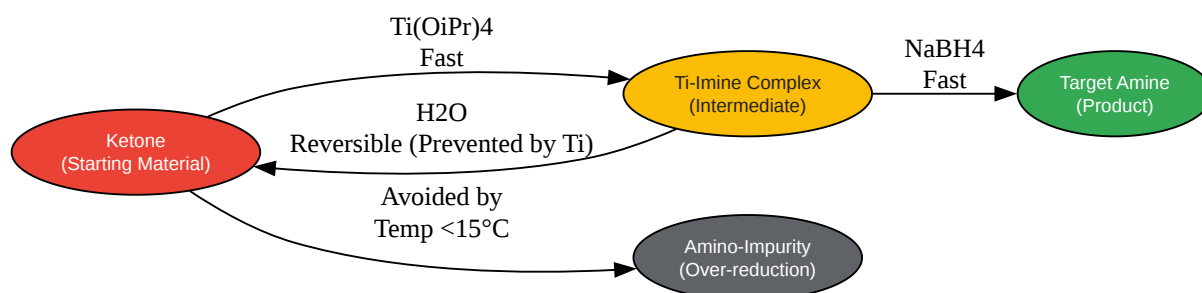 Ti(OiPr)4
Fast
NaBH4
Fast
Ti-Imine Complex
(Intermediate)
Target Amine
(Product)
H2O
Reversible (Prevented by Ti)
Ketone
(Starting Material)
Avoided by
Temp <15°C
Amino-Impurity
(Over-reduction)